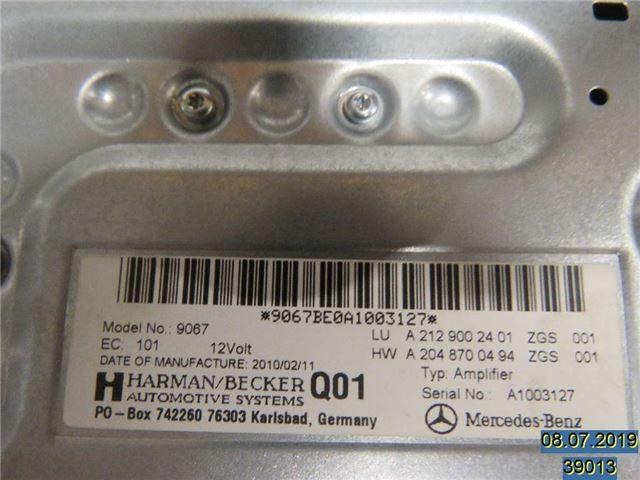 *9067BE0A1003127*
Model No.: 9067
LU A 212 900 24 01 ZGS 001
EC: 101 12Volt
HW A 204 870 04 94 ZGS 001
DATE OF MANUFACTURE: 2010/02/11
Typ: Amplifier
HARMAN/BECKER Q01
AUTOMOTIVE SYSTEMS
Serial No.: A1003127
PO-Box 742260 76303 Karlsbad, Germany
Mercedes-Benz
08.07.2019
39013